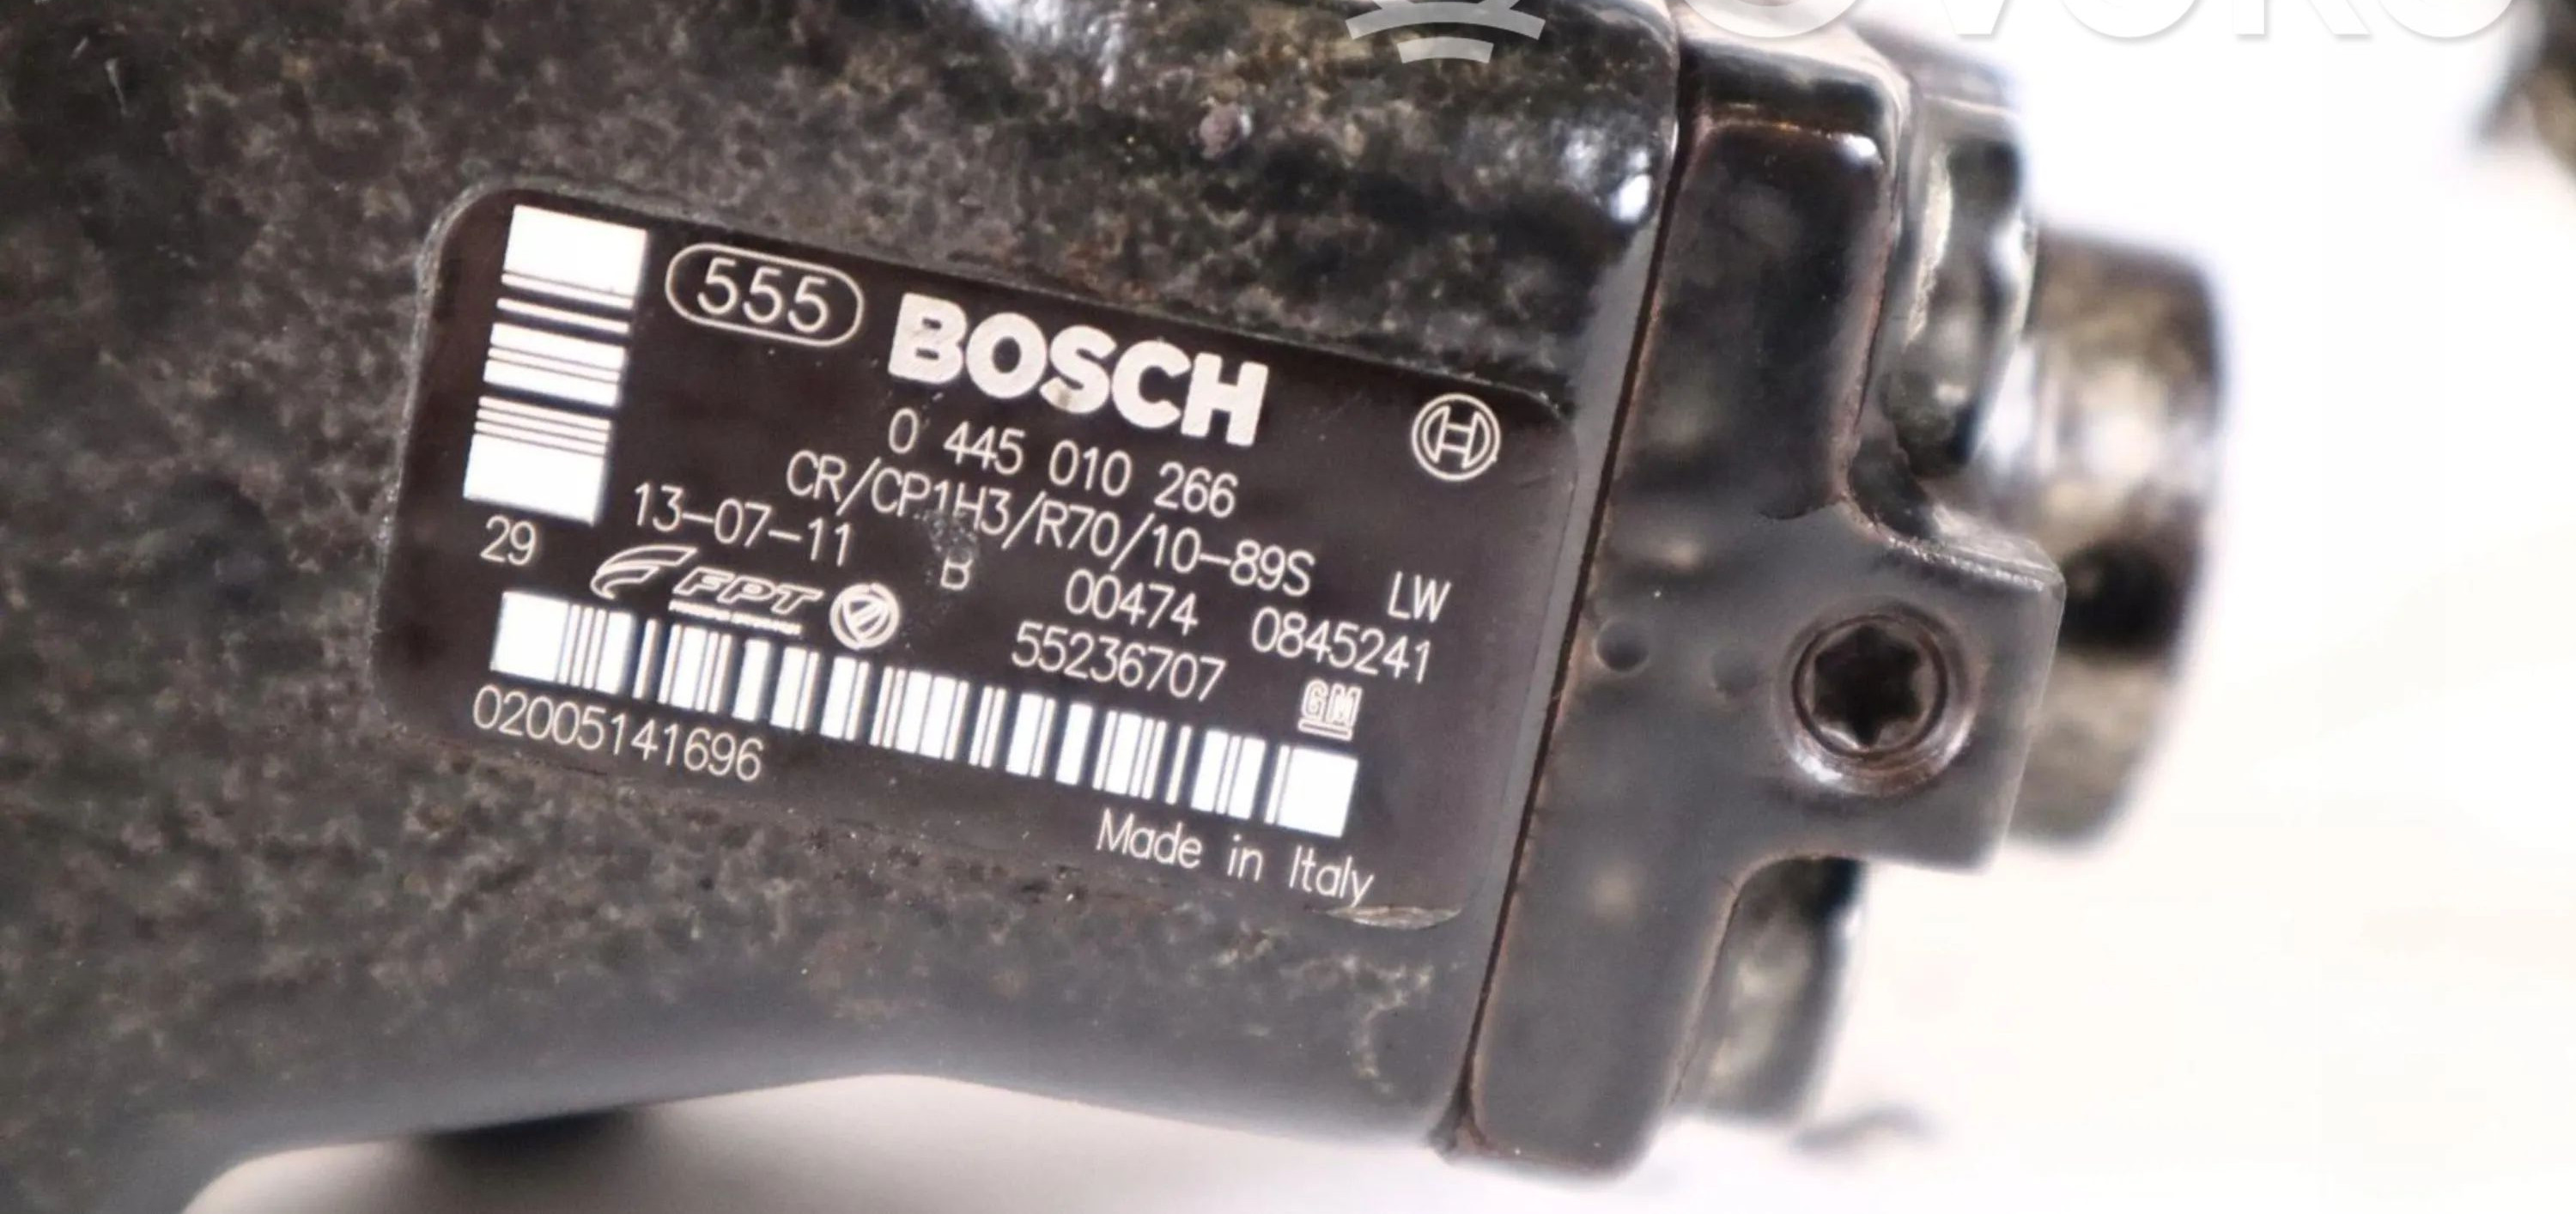 555 BOSCH
0 445 010 266
CR/CP1H3/R70/10-89S LW
29 13-07-11 B 00474 0845241
FPT 55236707 GM
02005141696
Made in Italy